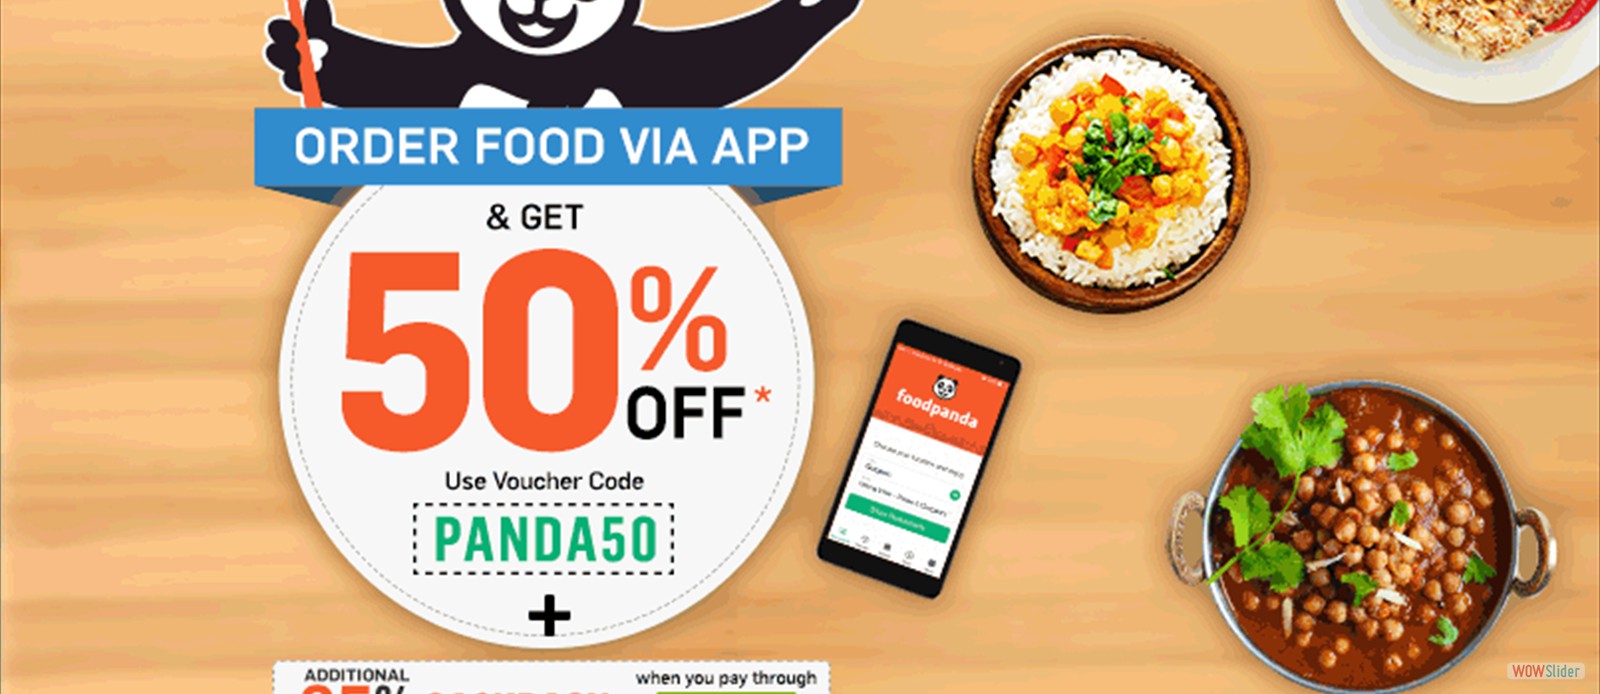 ORDER FOOD VIA APP
& GET
50%
OFF*
Use Voucher Code
PANDA50
+
ADDITIONAL
when you pay through
foodpanda
WOWSlider